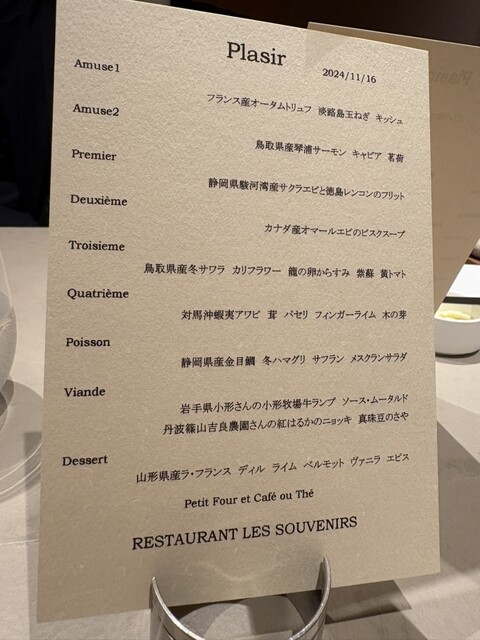 Plasir
2024/11/16
Amuse1
フランス産オータムトリュフ 淡路島玉ねぎ キッシュ
Amuse2
鳥取県産琴浦サーモン キャビア 茗荷
Premier
静岡県駿河湾産サクラエビと徳島レンコンのフリット
Deuxième
カナダ産オマールエビのビスクスープ
Troisieme
鳥取県産冬サワラ カリフラワー 龍の卵からすみ 紫蘇 黄トマト
Quatrième
対馬沖蝦夷アワビ 茸 パセリ フィンガーライム 木の芽
Poisson
静岡県産金目鯛 冬ハマグリ サフラン メスクランサラダ
Viande
岩手県小形さんの小形牧場牛ランプ ソース・ムータルド
丹波篠山吉良農園さんの紅はるかのニョッキ 真珠豆のさや
Dessert
山形県産ラ・フランス ディル ライム ベルモット ヴァニラ エピス
Petit Four et Café ou Thé
RESTAURANT LES SOUVENIRS